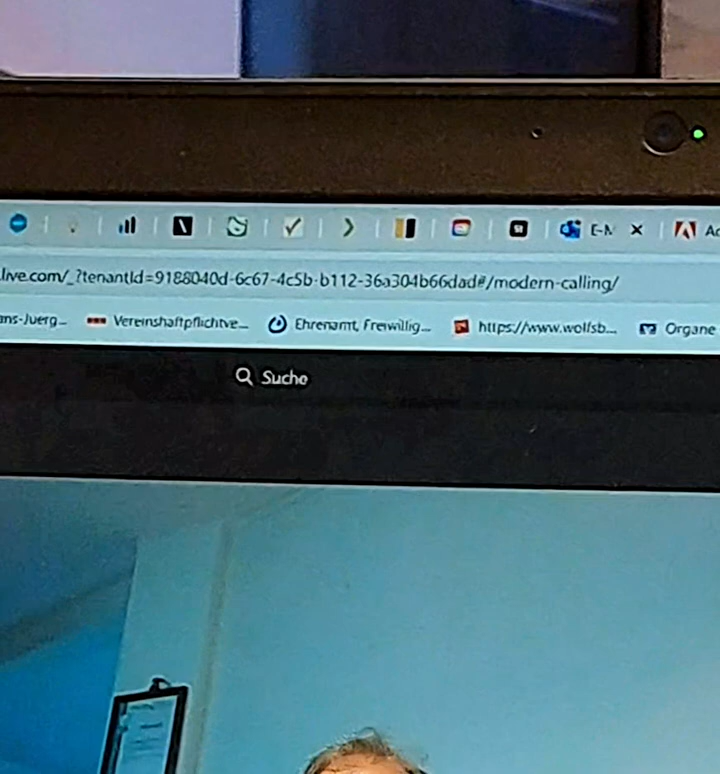 E-M
.live.com/_?tenantId=9188040d-6c67-4c5b-b112-36a304b66dad#/modern-calling/
ans-Juerg... Vereinshaftpflichtve... Ehrenamt, Freiwillig... https://www.wolfsb... Organe
Suche